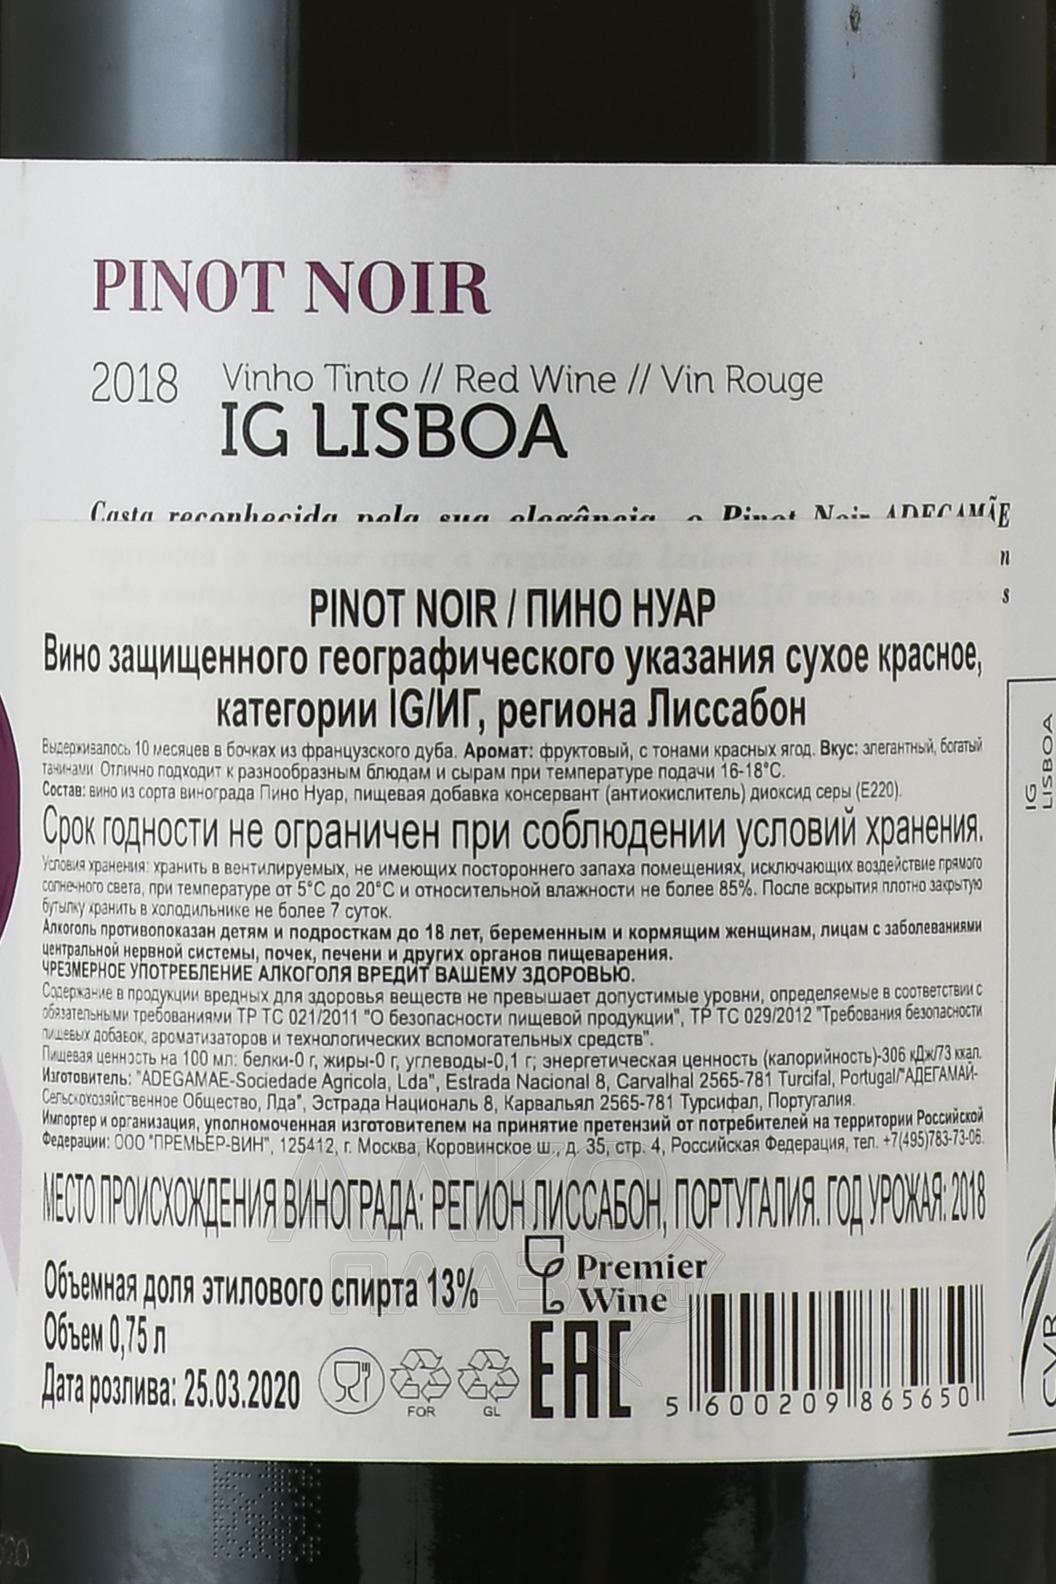 PINOT NOIR
2018 Vinho Tinto // Red Wine // Vin Rouge
IG LISBOA
Casta reconhecida pela sua elegância, o Pinot Noir ADEGAMÃE
PINOT NOIR / ПИНО НУАР
Вино защищенного географического указания сухое красное,
категории IG/ИГ, региона Лиссабон
Выдерживалось 10 месяцев в бочках из французского дуба. Аромат: фруктовый, с тонами красных ягод. Вкус: элегантный, богатый
танинами. Отлично подходит к разнообразным блюдам и сырам при температуре подачи 16-18°С.
Состав: вино из сорта винограда Пино Нуар, пищевая добавка консервант (антиокислитель) диоксид серы (Е220).
Срок годности не ограничен при соблюдении условий хранения.
Условия хранения: хранить в вентилируемых, не имеющих постороннего запаха помещениях, исключающих воздействие прямого
солнечного света, при температуре от 5°С до 20°С и относительной влажности не более 85%. После вскрытия плотно закрытую
бутылку хранить в холодильнике не более 7 суток.
Алкоголь противопоказан детям и подросткам до 18 лет, беременным и кормящим женщинам, лицам с заболеваниями
центральной нервной системы, почек, печени и других органов пищеварения.
ЧРЕЗМЕРНОЕ УПОТРЕБЛЕНИЕ АЛКОГОЛЯ ВРЕДИТ ВАШЕМУ ЗДОРОВЬЮ.
Содержание в продукции вредных для здоровья веществ не превышает допустимые уровни, определяемые в соответствии с
обязательными требованиями ТР ТС 021/2011 "О безопасности пищевой продукции", ТР ТС 029/2012 "Требования безопасности
пищевых добавок, ароматизаторов и технологических вспомогательных средств".
Пищевая ценность на 100 мл: белки-0 г, жиры-0 г, углеводы-0,1 г; энергетическая ценность (калорийность)-306 кДж/73 ккал.
Изготовитель: "ADEGAMAE-Sociedade Agricola, Lda", Estrada Nacional 8, Carvalhal 2565-781 Turcifal, Portugal/"АДЕГАМАЙ-
Сельскохозяйственное Общество, Лда", Эстрада Националь 8, Карвальял 2565-781 Турсифал, Португалия.
Импортер и организация, уполномоченная изготовителем на принятие претензий от потребителей на территории Российской
Федерации: ООО "ПРЕМЬЕР-ВИН", 125412, г. Москва, Коровинское ш., д. 35, стр. 4, Российская Федерация, тел. +7(495)783-73-06.
МЕСТО ПРОИСХОЖДЕНИЯ ВИНОГРАДА: РЕГИОН ЛИССАБОН, ПОРТУГАЛИЯ. ГОД УРОЖАЯ: 2018
Объемная доля этилового спирта 13%
Объем 0,75 л
Дата розлива: 25.03.2020
FOR
GL
Premier
Wine
EAC
5 600209 865650
IG
LISBOA
CVR
АЛКО
ПЛАЗА.ru